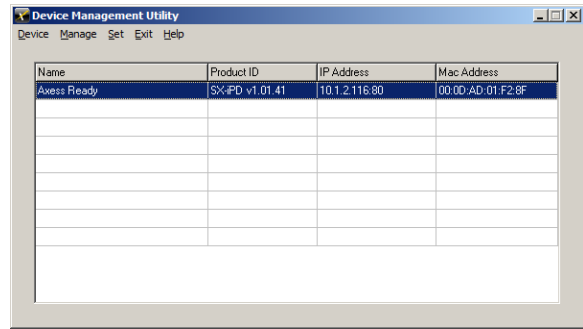 Device Management Utility
Device Manage Set Exit Help
Name Product ID IP Address Mac Address
Axess Ready SX-iPD v1.01.41 10.1.2.116:80 00:0D:AD:01:F2:8F